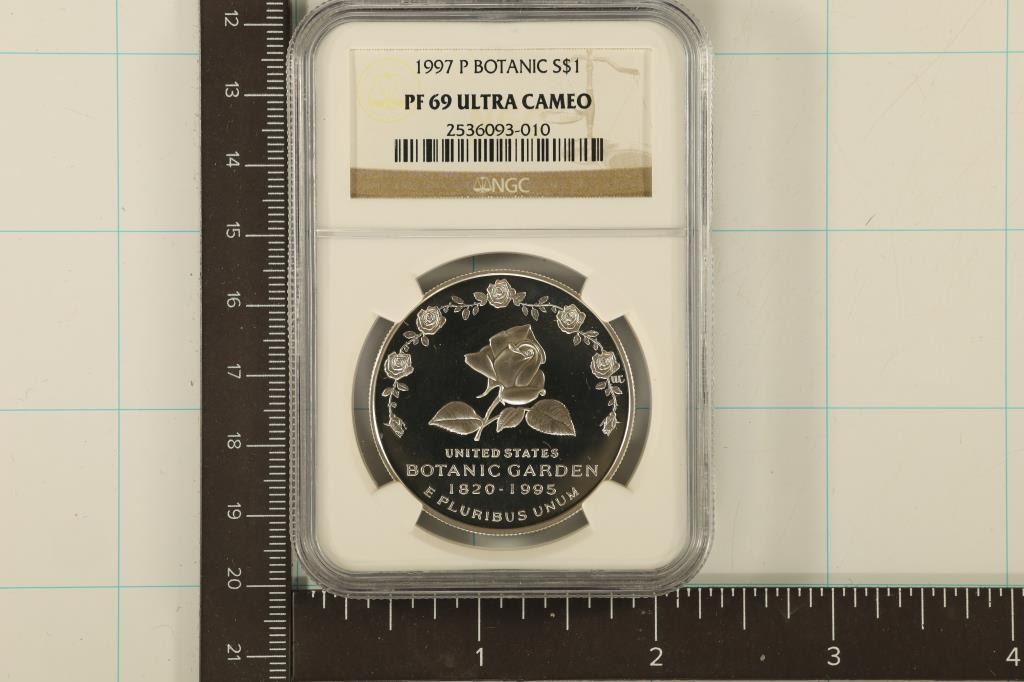 1997 P BOTANIC S$1
PF 69 ULTRA CAMEO
2536093-010
NGC
UC
UNITED STATES
BOTANIC GARDEN
1820-1995
E PLURIBUS UNUM
12
13
14
15
16
17
18
19
20
21
1
2
3
4